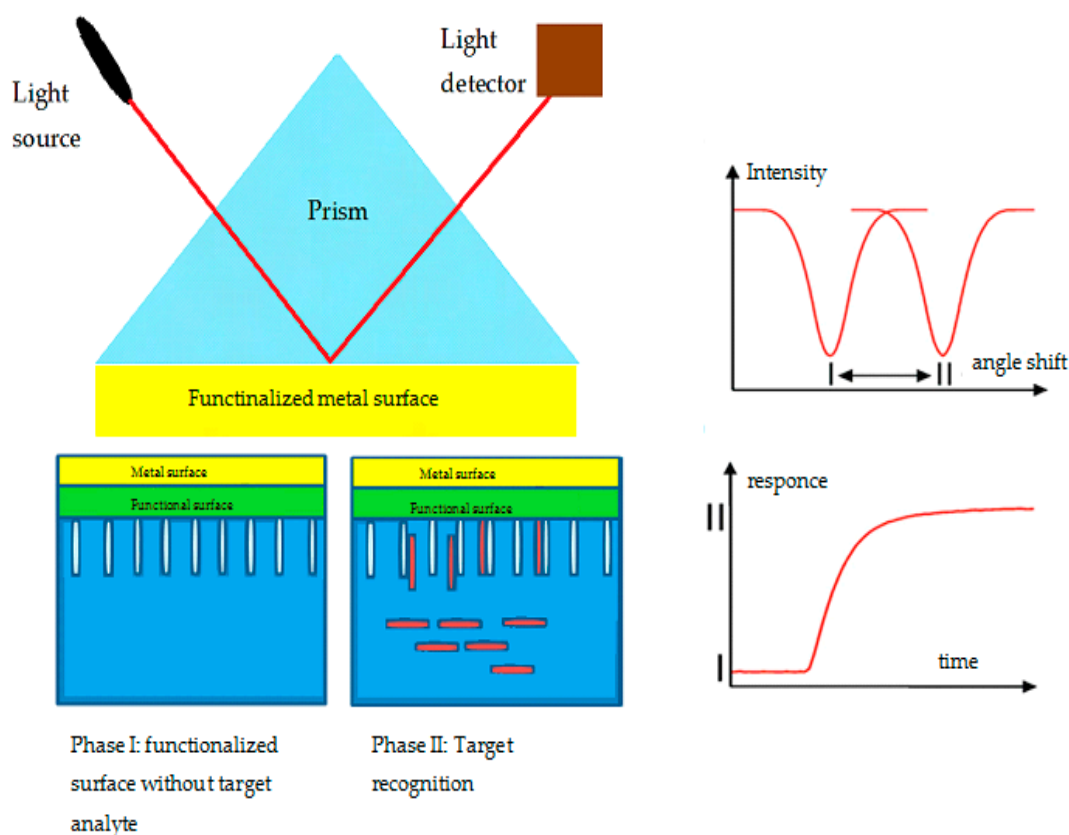 Light
source
Light
detector
Prism
Functinalized metal surface
Metal surface
Functional surface
Metal surface
Functional surface
Phase I: functionalized
surface without target
analyte
Phase II: Target
recognition
Intensity
I
II
angle shift
responce
II
I
time